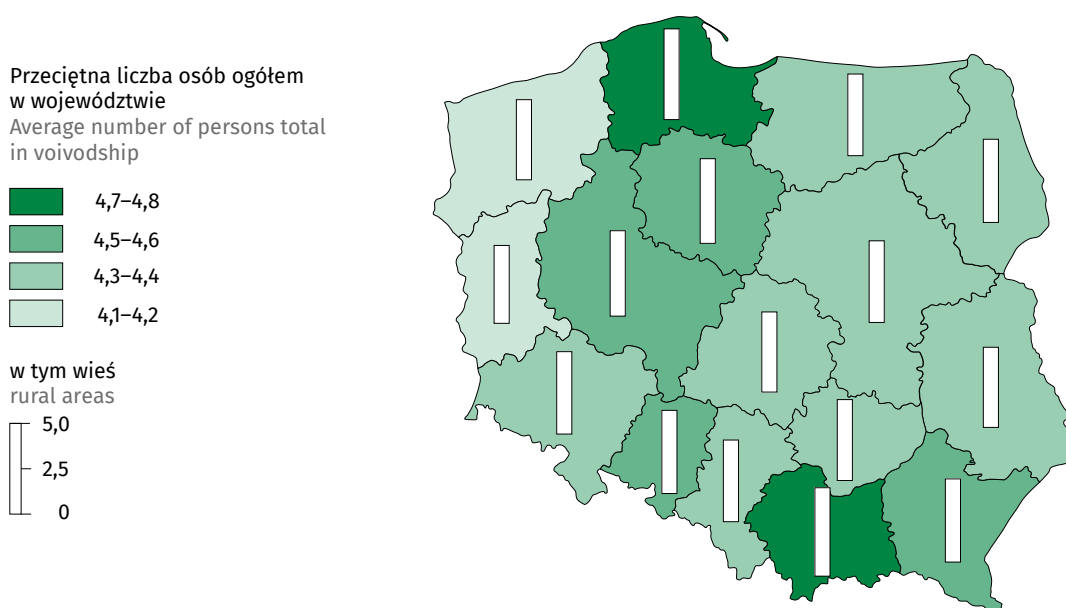 Przeciętna liczba osób ogółem
w województwie
Average number of persons total
in voivodship
4,7–4,8
4,5–4,6
4,3–4,4
4,1–4,2
w tym wieś
rural areas
5,0
2,5
0